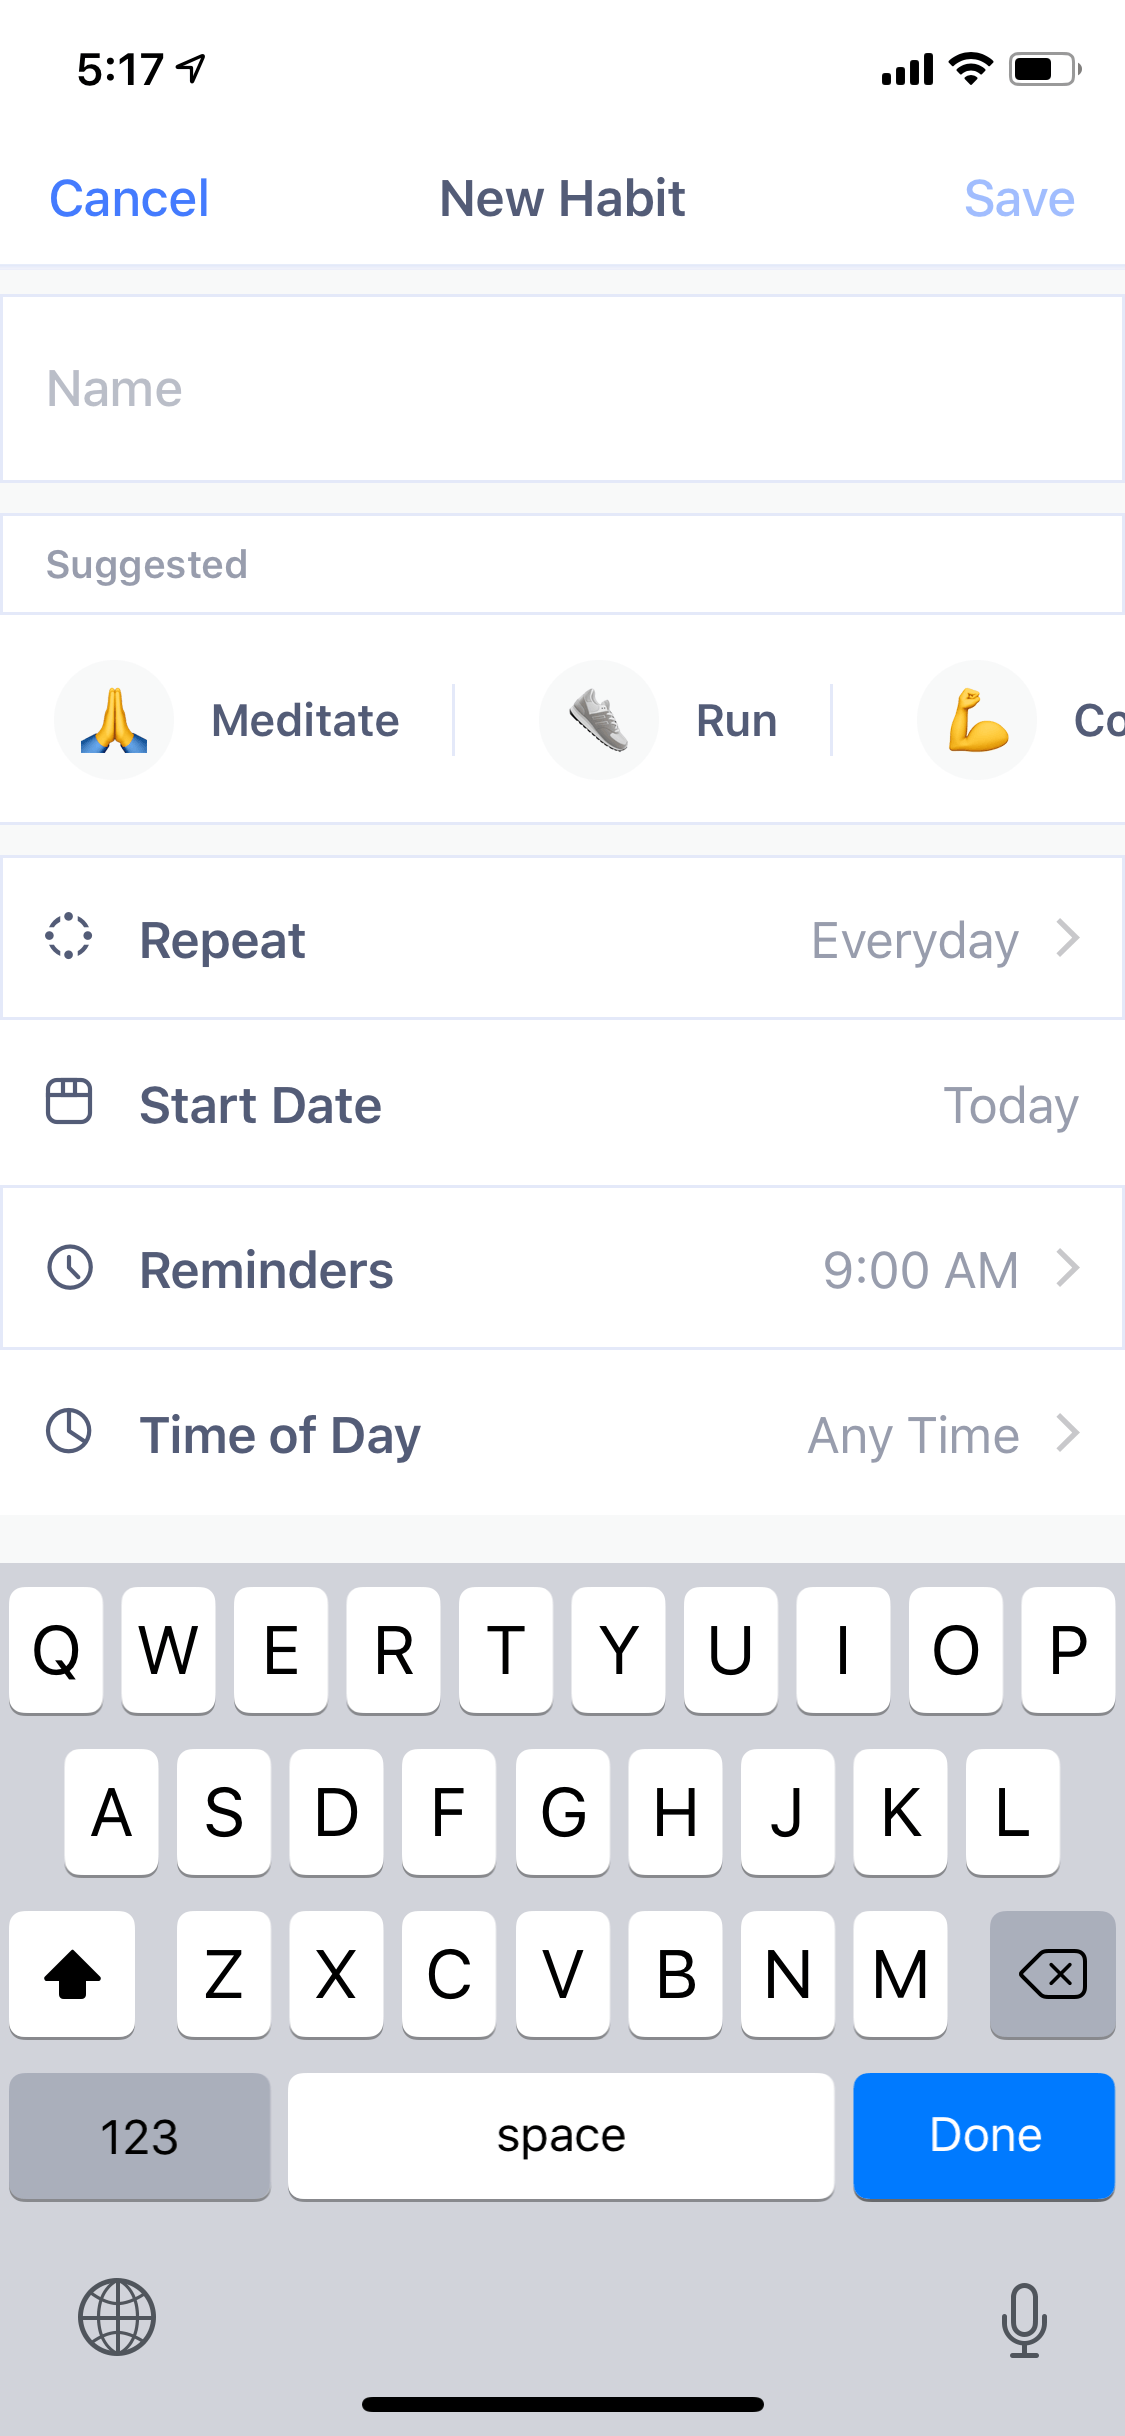 5:17
Cancel New Habit Save
Name
Suggested
Meditate Run Co
Repeat Everyday
Start Date Today
Reminders 9:00 AM
Time of Day Any Time
Q W E R T Y U I O P
A S D F G H J K L
Z X C V B N M
123 space Done